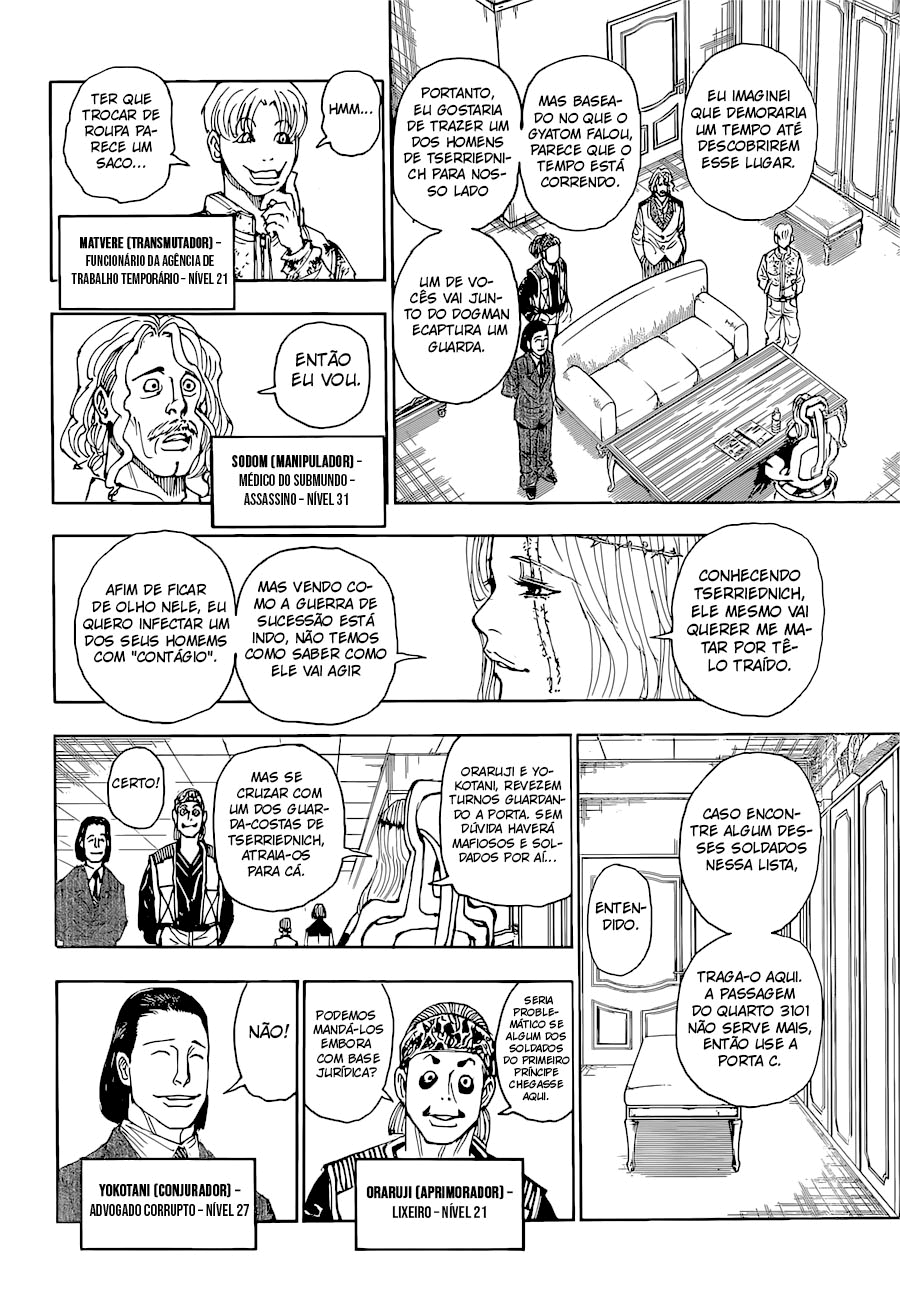 EU IMAGINEI
QUE DEMORARIA
UM TEMPO ATÉ
DESCOBRIREM
ESSE LUGAR.
MAS BASEA-
DO NO QUE O
GYATOM FALOU,
PARECE QUE O
TEMPO ESTÁ
CORRENDO.
PORTANTO,
EU GOSTARIA
DE TRAZER UM
DOS HOMENS
DE TSERRIEDNI-
CH PARA NOS-
SO LADO
UM DE VO-
CÊS VAI JUN-
TO DO DOGMAN
ECAPTURA UM
GUARDA.
HMM...
TER QUE
TROCAR DE
ROUPA PA-
RECE UM
SACO...
MATVERE (TRANSMUTADOR) –
FUNCIONÁRIO DA AGÊNCIA DE
TRABALHO TEMPORÁRIO – NÍVEL 21
ENTÃO
EU VOU.
SODOM (MANIPULADOR) –
MÉDICO DO SUBMUNDO –
ASSASSINO – NÍVEL 31
CONHECENDO
TSERRIEDNICH,
ELE MESMO VAI
QUERER ME MA-
TAR POR TÊ-
LO TRAÍDO.
MAS VENDO CO-
MO A GUERRA DE
SUCESSÃO ESTÁ
INDO, NÃO TEMOS
COMO SABER COMO
ELE VAI AGIR
AFIM DE FICAR
DE OLHO NELE, EU
QUERO INFECTAR UM
DOS SEUS HOMEMS
COM "CONTÁGIO".
CASO ENCON-
TRE ALGUM DES-
SES SOLDADOS
NESSA LISTA,
TRAGA-O AQUI.
A PASSAGEM
DO QUARTO 3101
NÃO SERVE MAIS,
ENTÃO USE A
PORTA C.
ENTEN-
DIDO.
ORARUJI E YO-
KOTANI, REVEZEM
TURNOS GUARDAN-
DO A PORTA. SEM
DÚVIDA HAVERÁ
MAFIOSOS E SOL-
DADOS POR AÍ...
MAS SE
CRUZAR COM
UM DOS GUAR-
DA-COSTAS DE
TSERRIEDNICH,
ATRAIA-OS
PARA CÁ.
CERTO!
SERIA
PROBLE-
MÁTICO SE
ALGUM DOS
SOLDADOS
DO PRIMEIRO
PRÍNCIPE
CHEGASSE
AQUI.
PODEMOS
MANDÁ-LOS
EMBORA
COM BASE
JURÍDICA?
ORARUJI (APRIMORADOR) –
LIXEIRO – NÍVEL 21
NÃO!
YOKOTANI (CONJURADOR) –
ADVOGADO CORRUPTO – NÍVEL 27